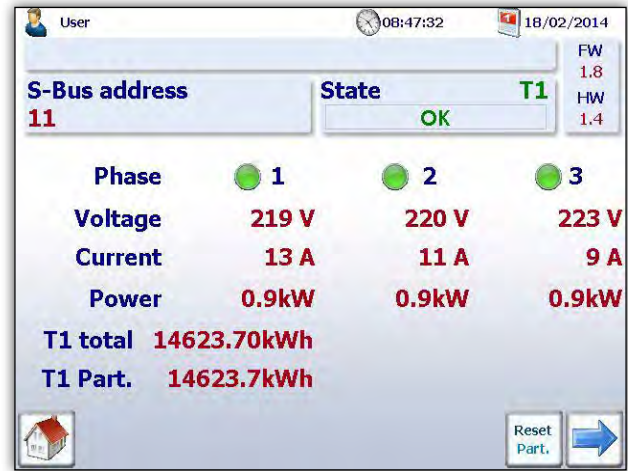 User 08:47:32 18/02/2014
FW
1.8
S-Bus address State T1 HW
11 OK 1.4
Phase 1 2 3
Voltage 219 V 220 V 223 V
Current 13 A 11 A 9 A
Power 0.9kW 0.9kW 0.9kW
T1 total 14623.70kWh
T1 Part. 14623.7kWh
Reset
Part.